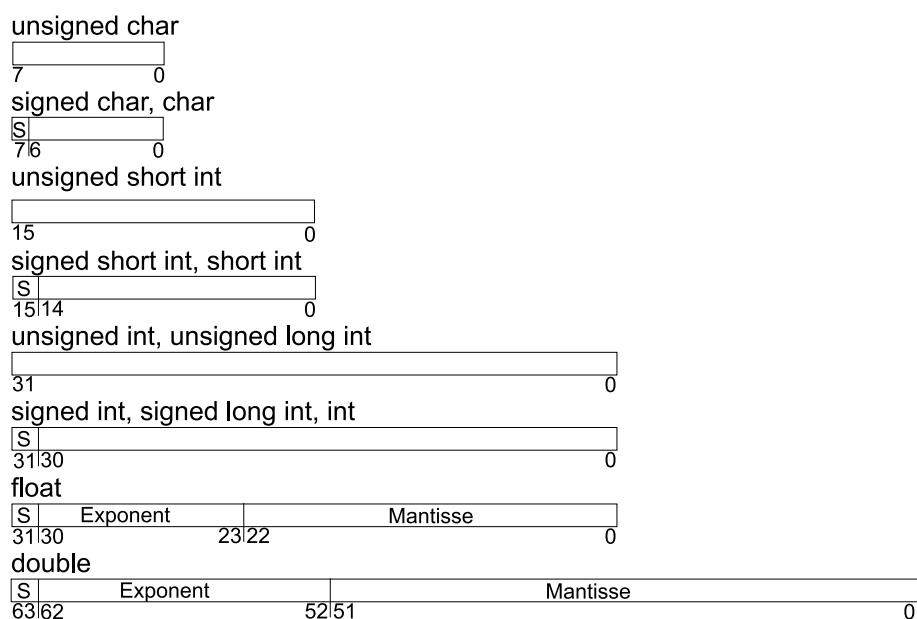 unsigned char
7 0
signed char, char
S
7 6 0
unsigned short int
15 0
signed short int, short int
S
15 14 0
unsigned int, unsigned long int
31 0
signed int, signed long int, int
S
31 30 0
float
S Exponent Mantisse
31 30 23 22 0
double
S Exponent Mantisse
63 62 52 51 0